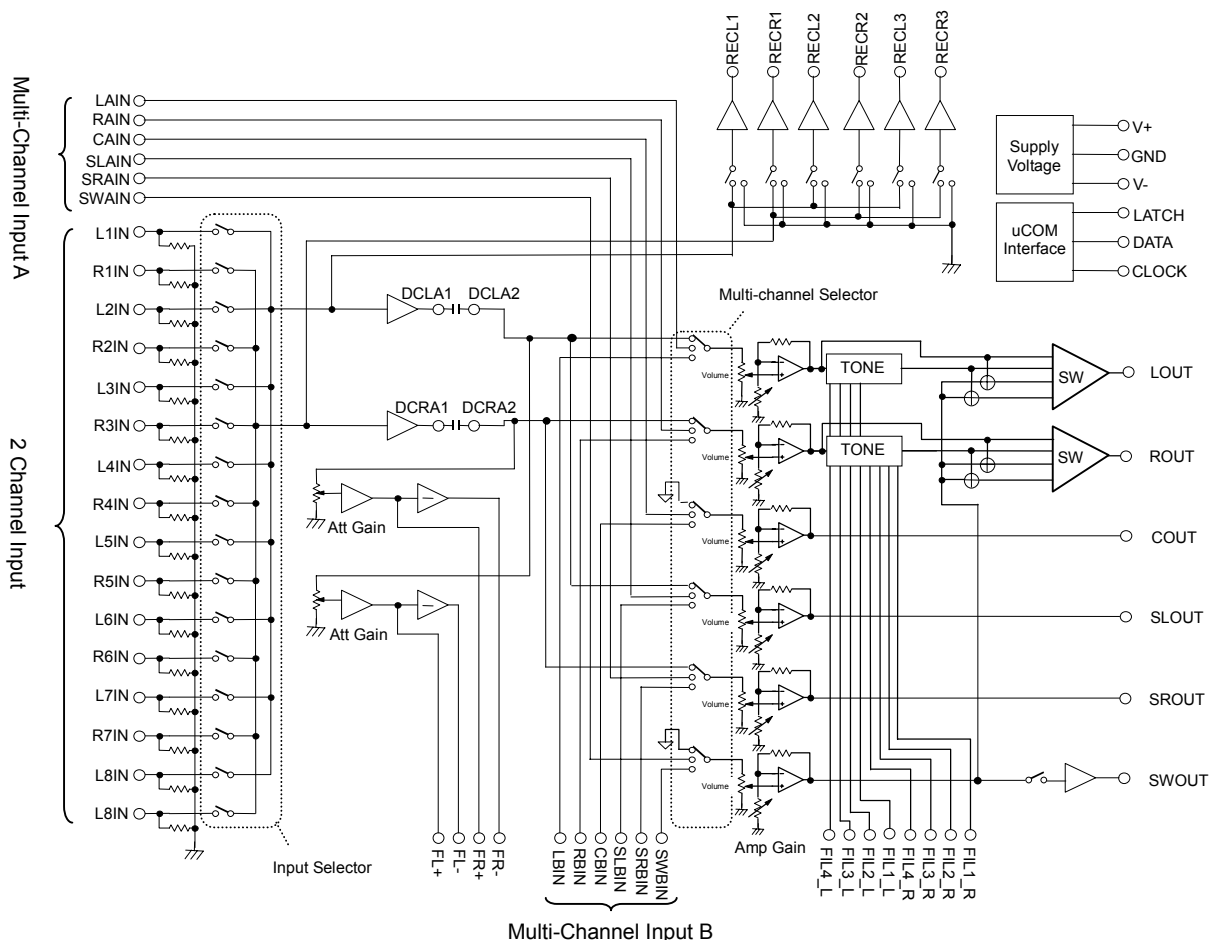 RECL1
RECR1
RECL2
RECR2
RECL3
RECR3
Multi-Channel Input A
LAIN
RAIN
CAIN
SLAIN
SRAIN
SWAIN
Supply Voltage
V+
GND
V-
uCOM Interface
LATCH
DATA
CLOCK
2 Channel Input
L1IN
R1IN
L2IN
R2IN
L3IN
R3IN
L4IN
R4IN
L5IN
R5IN
L6IN
R6IN
L7IN
R7IN
L8IN
L8IN
Input Selector
DCLA1
DCLA2
DCRA1
DCRA2
Att Gain
Att Gain
FL+
FL-
FR+
FR-
Multi-channel Selector
Volume
Volume
Volume
Volume
Volume
Volume
Amp Gain
TONE
TONE
SW
SW
LOUT
ROUT
COUT
SLOUT
SROUT
SWOUT
LBIN
RBIN
CBIN
SLBIN
SRBIN
SWBIN
Multi-Channel Input B
FIL4_L
FIL3_L
FIL2_L
FIL1_L
FIL4_R
FIL3_R
FIL2_R
FIL1_R